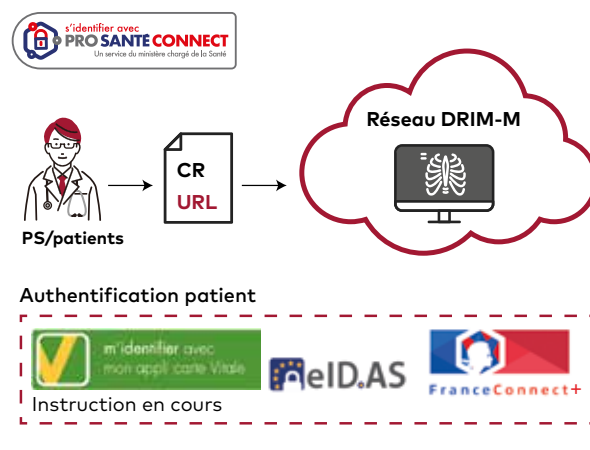 s'identifier avec
PRO SANTE CONNECT
Un service du ministère chargé de la Santé
Réseau DRIM-M
CR
URL
PS/patients
Authentification patient
m'identifier avec
mon appli carte Vitale
eID.AS
FranceConnect+
Instruction en cours